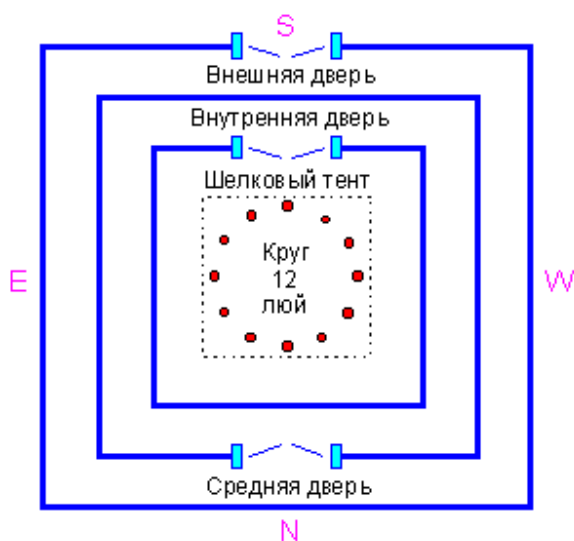 S
Внешняя дверь
Внутренняя дверь
Шелковый тент
Круг
12
люй
E
W
Средняя дверь
N